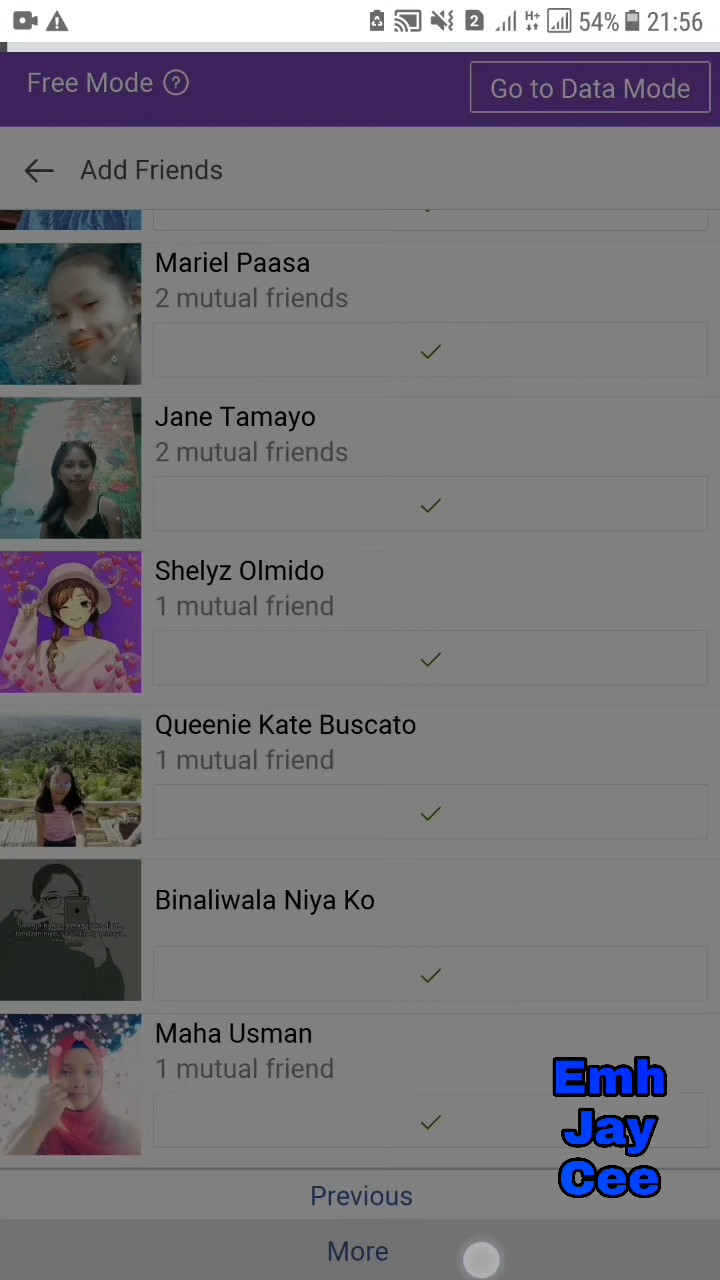 54% 21:56
Free Mode ?
Go to Data Mode
Add Friends
Mariel Paasa
2 mutual friends
Jane Tamayo
2 mutual friends
Shelyz Olmido
1 mutual friend
Queenie Kate Buscato
1 mutual friend
Binaliwala Niya Ko
Maha Usman
1 mutual friend
Emh
Jay
Cee
Previous
More